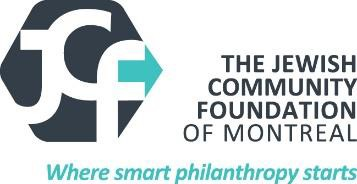 JCF
THE JEWISH
COMMUNITY
FOUNDATION
OF MONTREAL
Where smart philanthropy starts